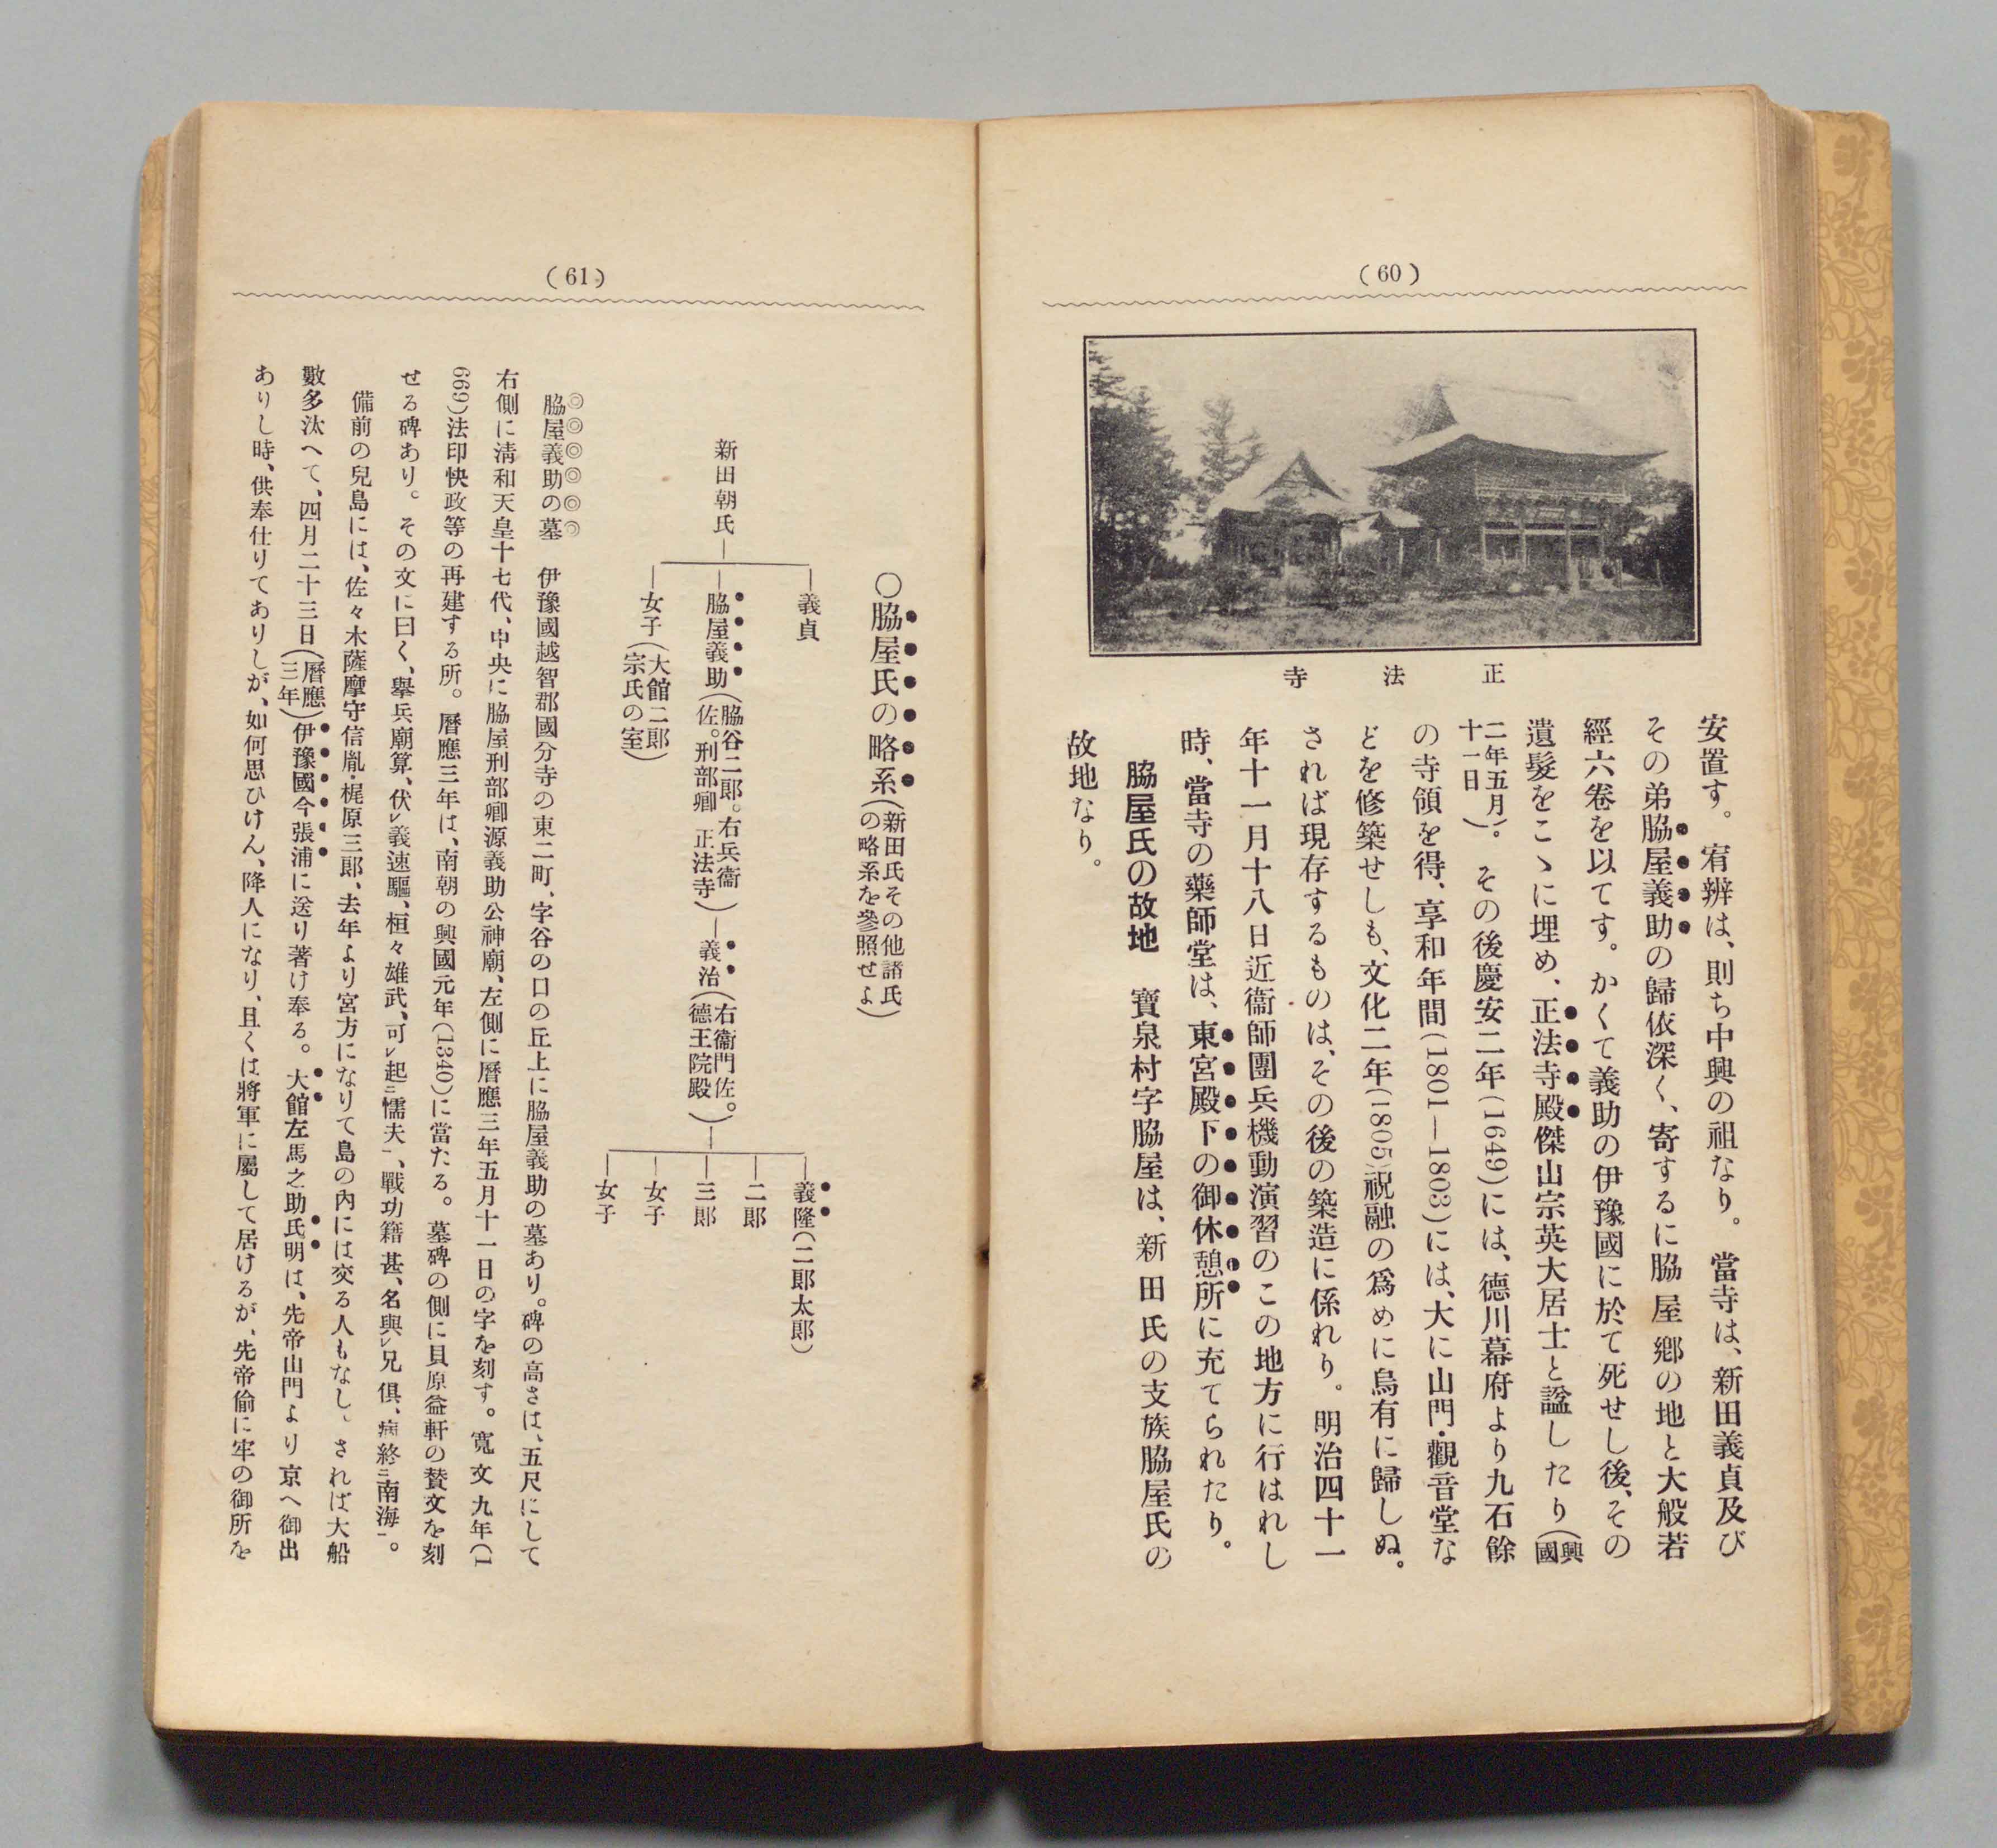 (60)
正法寺
安置す。宥辨は、則ち中興の祖なり。當寺は、新田義貞及び
その弟脇屋義助の歸依深く、寄するに脇屋鄕の地と大般若
經六卷を以てす。かくて義助の伊豫國に於て死せし後、その
遺髮をこゝに埋め、正法寺殿傑山宗英大居士と諡したり(興國
二年五月十一日)。その後慶安二年(1649)には、德川幕府より九石餘
の寺領を得、享和年間(1801—1803)には、大に山門・觀音堂な
どを修築せしも、文化二年(1805)祝融の爲めに烏有に歸しぬ。
されば現存するものは、その後の築造に係れり。明治四十一
年十一月十八日近衞師團兵機動演習のこの地方に行はれし
時、當寺の藥師堂は、東宮殿下の御休憩所に充てられたり。
脇屋氏の故地 寶泉村字脇屋は、新田氏の支族脇屋氏の
故地なり。
(61)
〇脇屋氏の略系(新田氏その他諸氏の略系を參照せよ)
新田朝氏
義貞
脇屋義助(脇谷二郞。右兵衞佐。刑部卿 正法寺)
義治(右衞門佐。德王院殿)
義隆(二郞太郞)
二郞
三郞
女子
女子
女子(大館二郞宗氏の室)
脇屋義助の墓 伊豫國越智郡國分寺の東二町、字谷の口の丘上に脇屋義助の墓あり。碑の高さは、五尺にして
右側に淸和天皇十七代、中央に脇屋刑部卿源義助公神廟、左側に曆應三年五月十一日の字を刻す。寬文九年(1
669)法印快政等の再建する所。曆應三年は、南朝の興國元年(1340)に當たる。墓碑の側に貝原益軒の贊文を刻
せる碑あり。その文に曰く、擧兵廟算、伏レ義速驅、桓々雄武、可レ起二懦夫一、戰功籍甚、名與レ兄俱、病終二南海一。
備前の兒島には、佐々木薩摩守信胤・梶原三郞、去年より宮方になりて島の內には交る人もなし。されば大船
數多汰へて、四月二十三日(曆應三年)伊豫國今張浦に送り著け奉る。大館左馬之助氏明は、先帝山門より京へ御出
ありし時、供奉仕りてありしが、如何思ひけん、降人になり、且くは將軍に屬して居けるが、先帝偷に牢の御所を